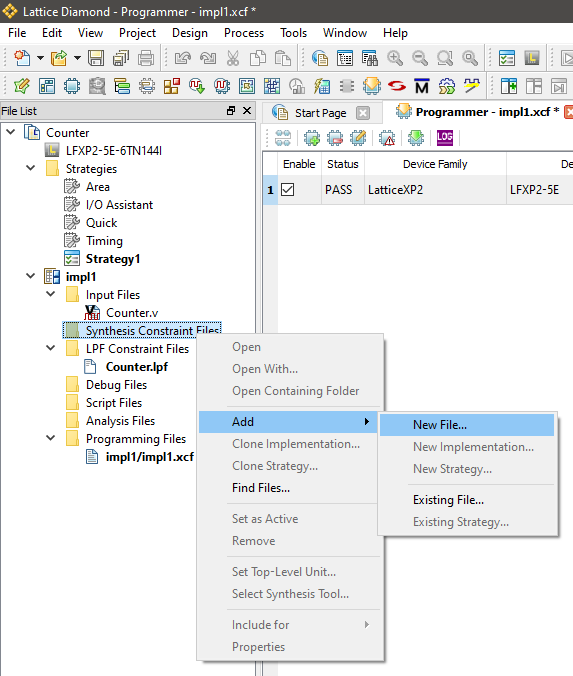 Lattice Diamond - Programmer - impl1.xcf *
File Edit View Project Design Process Tools Window Help
File List
Start Page
Programmer - impl1.xcf *
Counter
LFXP2-5E-6TN144I
Strategies
Area
I/O Assistant
Quick
Timing
Strategy1
impl1
Input Files
Counter.v
Synthesis Constraint Files
LPF Constraint Files
Counter.lpf
Debug Files
Script Files
Analysis Files
Programming Files
impl1/impl1.xcf
LOG
Enable Status Device Family De
1 PASS LatticeXP2 LFXP2-5E
Open
Open With...
Open Containing Folder
Add
Clone Implementation...
Clone Strategy...
Find Files...
Set as Active
Remove
Set Top-Level Unit...
Select Synthesis Tool...
Include for
Properties
New File...
New Implementation...
New Strategy...
Existing File...
Existing Strategy...